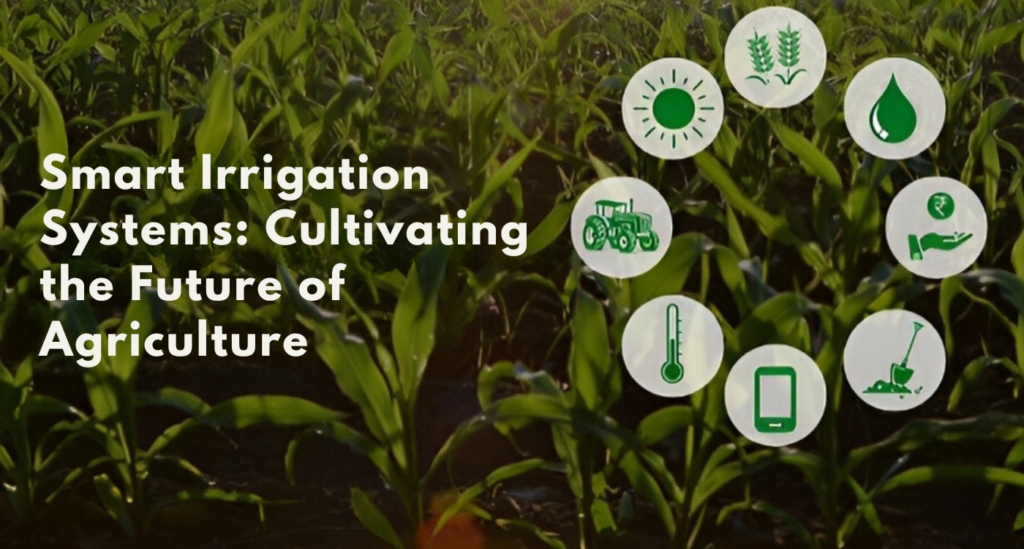 Smart Irrigation
Systems: Cultivating
the Future of
Agriculture
₹